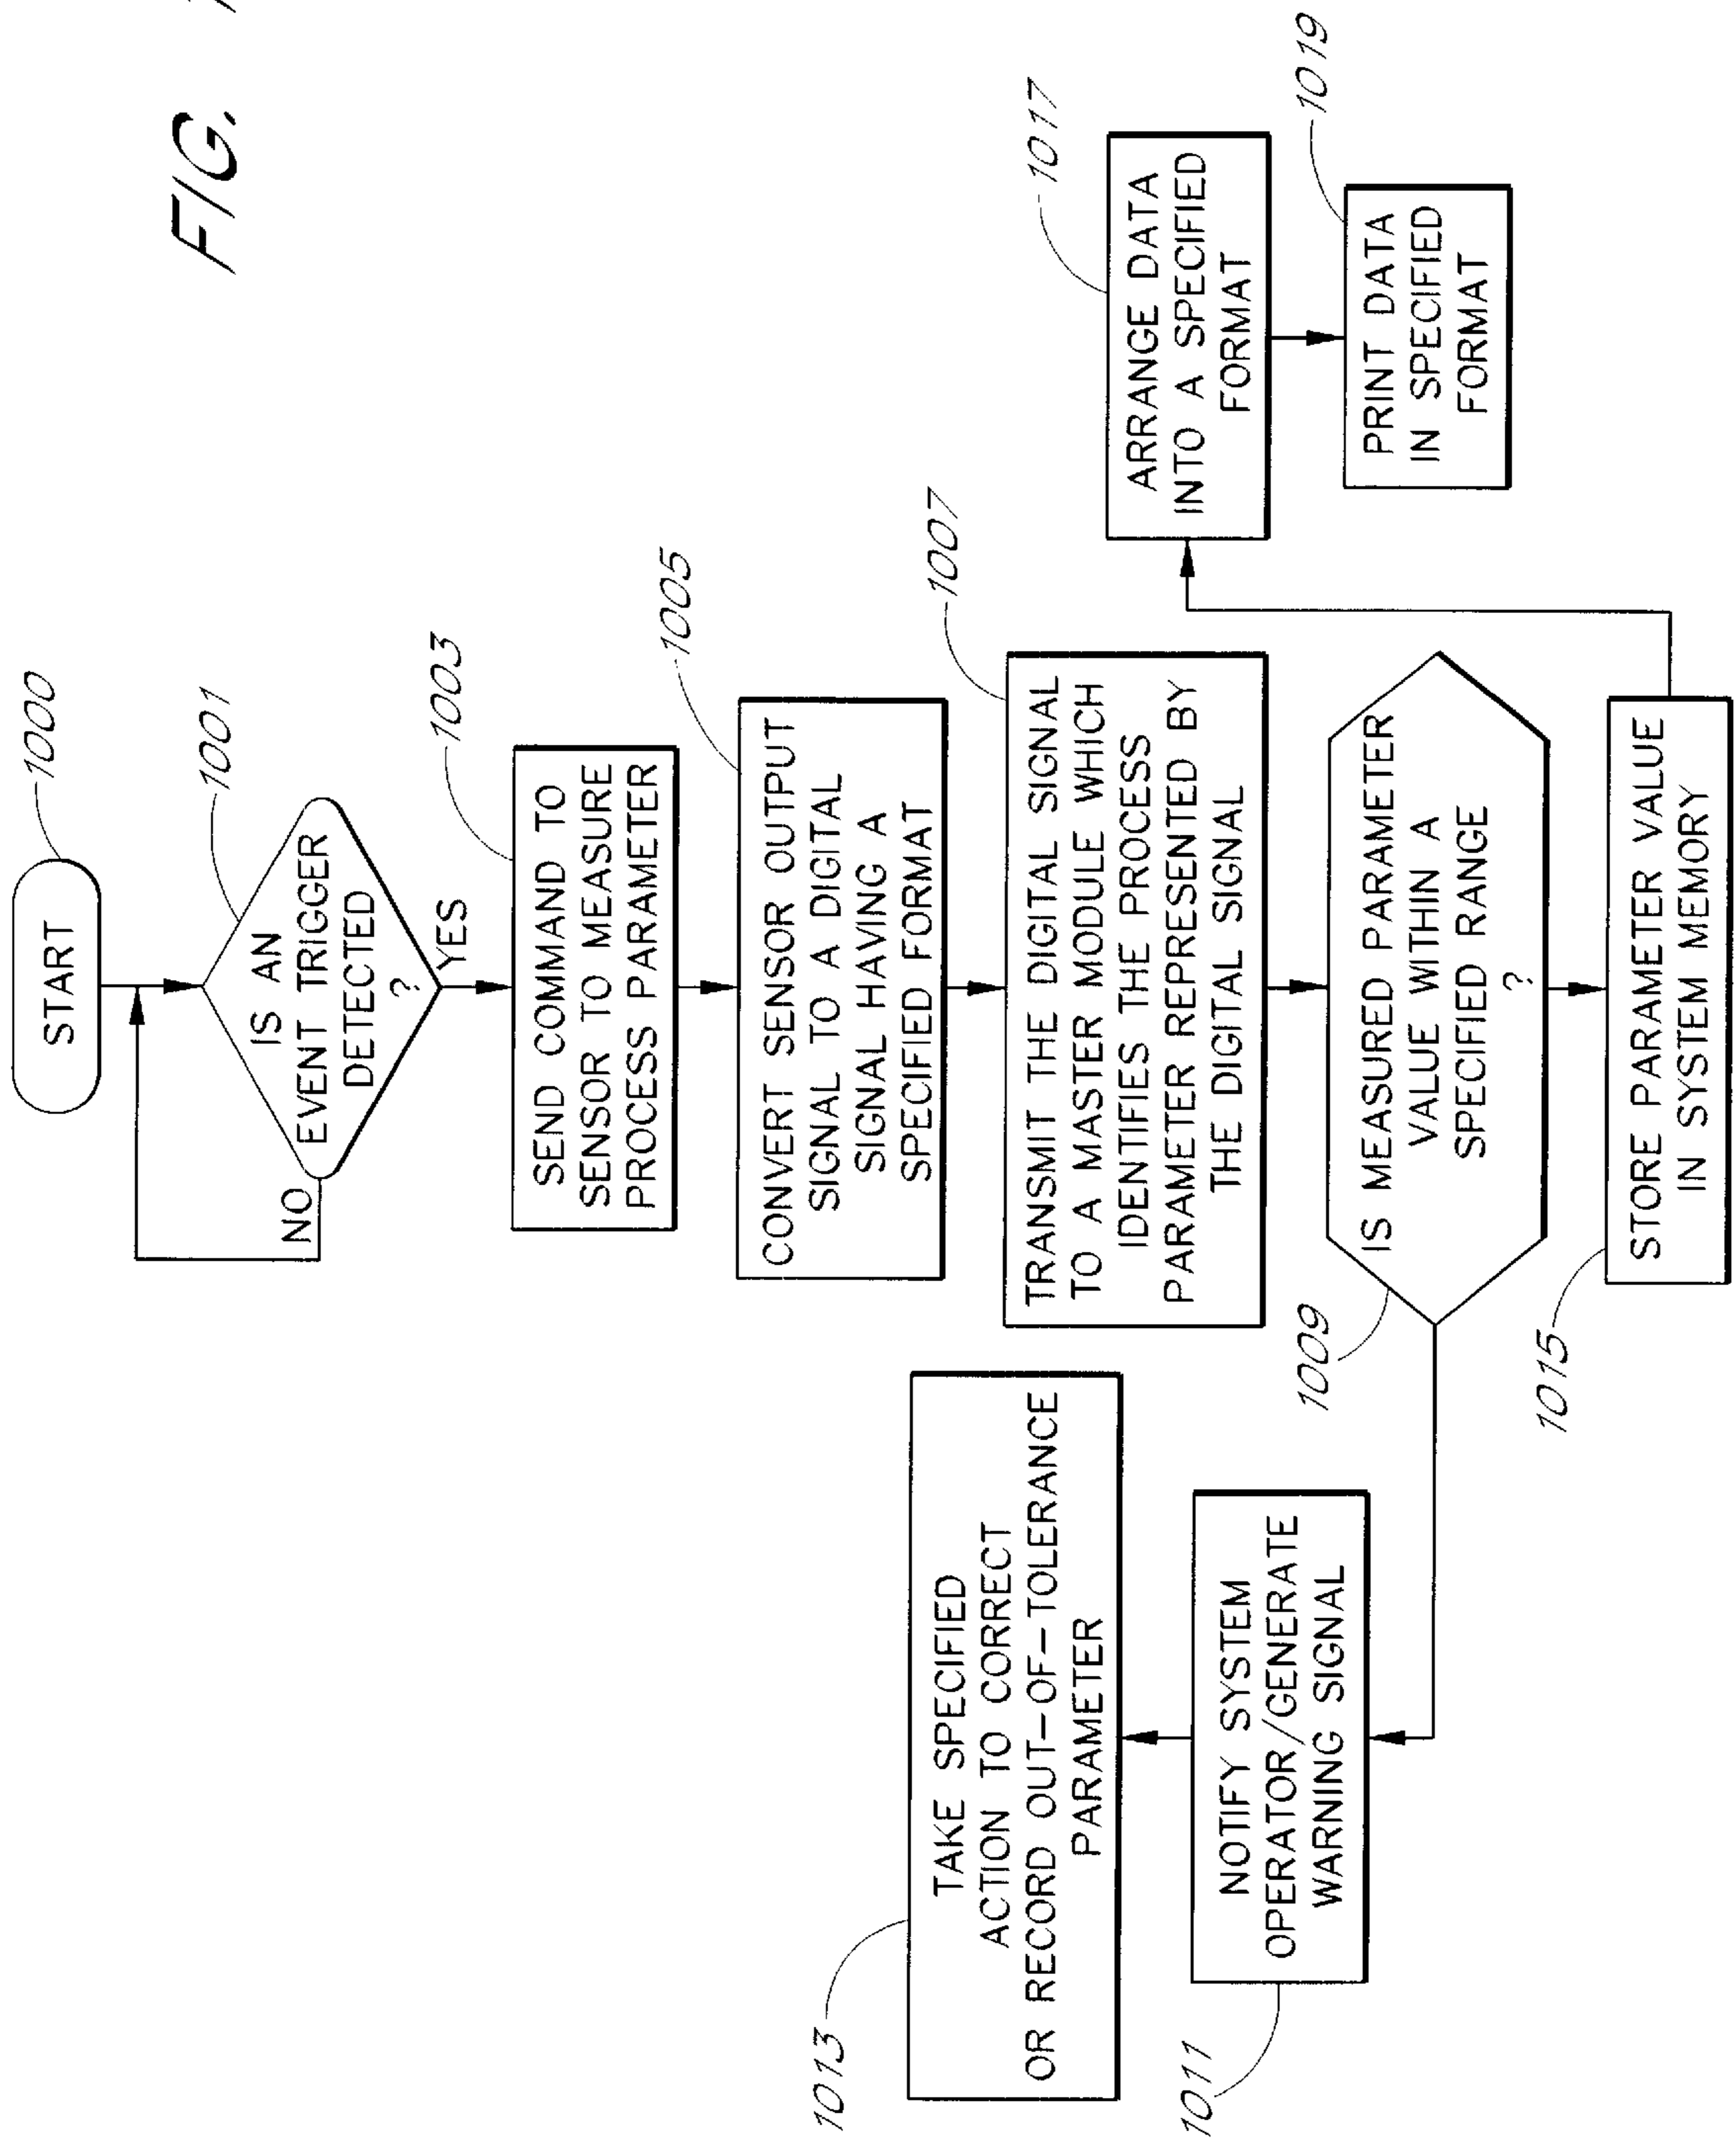 FIG.
START
1000
IS AN
EVENT TRIGGER
DETECTED
?
1001
NO
YES
SEND COMMAND TO
SENSOR TO MEASURE
PROCESS PARAMETER
1003
CONVERT SENSOR OUTPUT
SIGNAL TO A DIGITAL
SIGNAL HAVING A
SPECIFIED FORMAT
1005
TRANSMIT THE DIGITAL SIGNAL
TO A MASTER MODULE WHICH
IDENTIFIES THE PROCESS
PARAMETER REPRESENTED BY
THE DIGITAL SIGNAL
1007
IS MEASURED PARAMETER
VALUE WITHIN A
SPECIFIED RANGE
?
1009
NOTIFY SYSTEM
OPERATOR/GENERATE
WARNING SIGNAL
1011
TAKE SPECIFIED
ACTION TO CORRECT
OR RECORD OUT-OF-TOLERANCE
PARAMETER
1013
STORE PARAMETER VALUE
IN SYSTEM MEMORY
1015
ARRANGE DATA
INTO A SPECIFIED
FORMAT
1017
PRINT DATA
IN SPECIFIED
FORMAT
1019